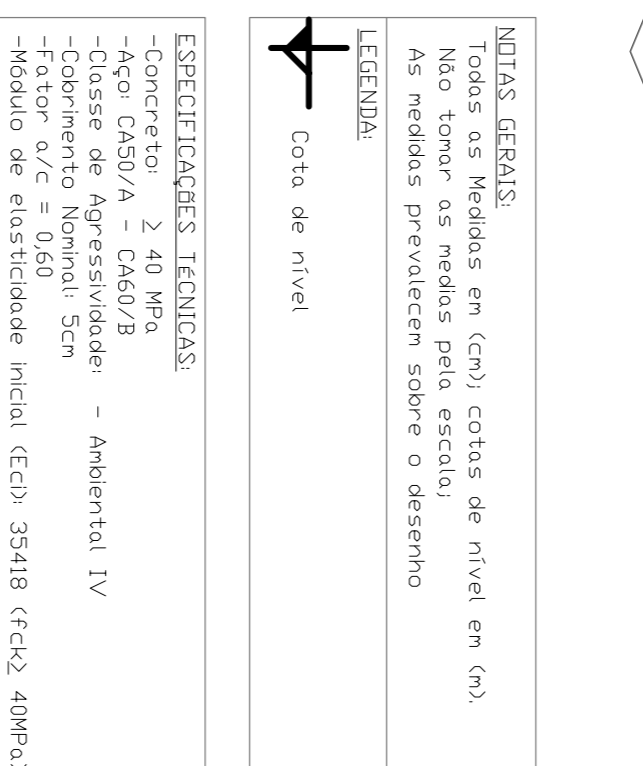 NOTAS GERAIS:
Todas as Medidas em (cm); cotas de nível em (m).
Não tomar as medias pela escala;
As medidas prevalecem sobre o desenho
LEGENDA:
Cota de nível
ESPECIFICAÇÕES TÉCNICAS:
-Concreto: ≥ 40 MPa
-Aço: CA50/A - CA60/B
-Classe de Agressividade: - Ambiental IV
-Cobrimento Nominal: 5cm
-Fator a/c = 0,60
-Módulo de elasticidade inicial (Eci): 35418 (fck≥ 40MPa)